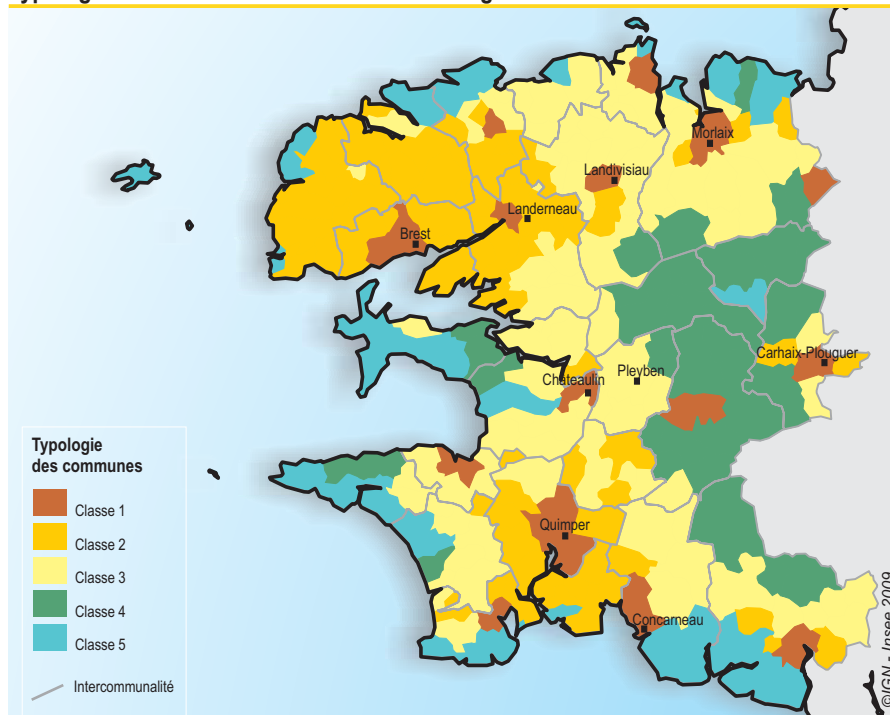 Morlaix
Landivisiau
Landerneau
Brest
Carhaix-Plouguer
Châteaulin
Pleyben
Quimper
Concarneau
Typologie
des communes
Classe 1
Classe 2
Classe 3
Classe 4
Classe 5
Intercommunalité
©IGN - Insee 2009